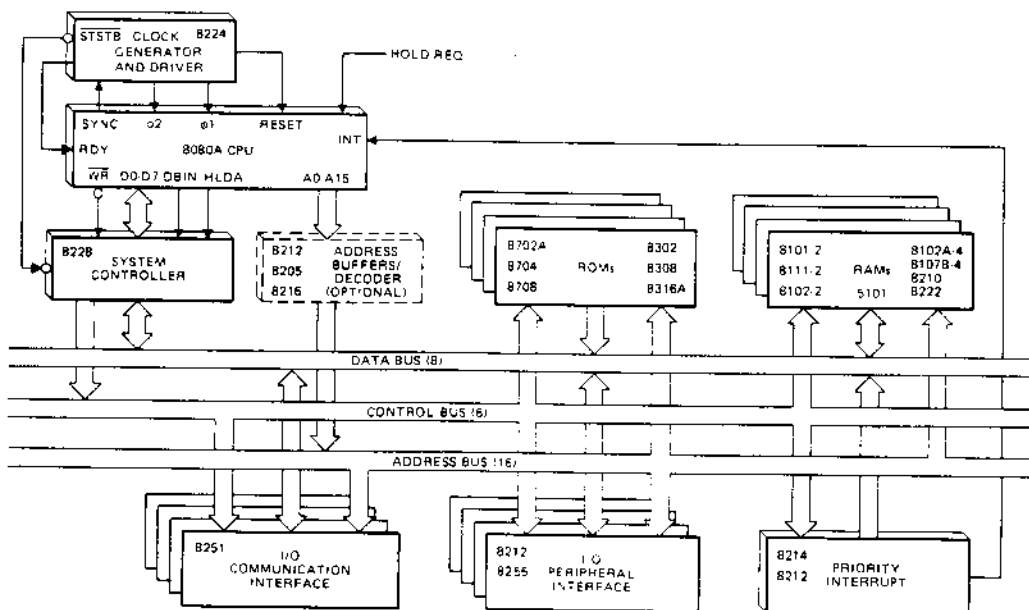 STSTB CLOCK 8224
GENERATOR
AND DRIVER
HOLD REQ
SYNC φ2 φ1 RESET
INT
RDY 8080A CPU
WR D0-D7 DBIN HLDA A0-A15
8228
SYSTEM
CONTROLLER
8212 ADDRESS
8205 BUFFERS/
DECODER
8216 (OPTIONAL)
8702A 8302
8704 ROMs 8308
8708 8316A
8101-2 8102A-4
8111-2 RAMs 8107B-4
8210
8102-2 5101 8222
DATA BUS (8)
CONTROL BUS (6)
ADDRESS BUS (16)
8251 I/O
COMMUNICATION
INTERFACE
8212 I/O
8255 PERIPHERAL
INTERFACE
8214 PRIORITY
8212 INTERRUPT